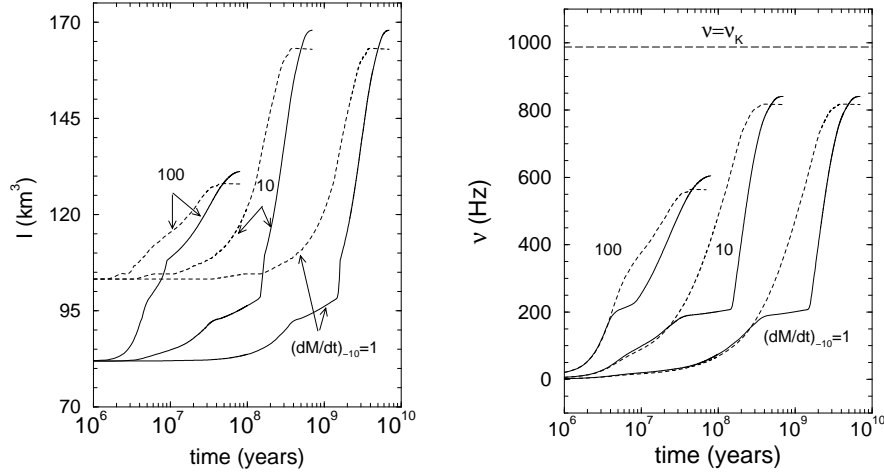 170
145
120
95
70
I (km³)
100
10
(dM/dt)₋₁₀=1
10⁶ 10⁷ 10⁸ 10⁹ 10¹⁰
time (years)
1000
800
600
400
200
0
ν (Hz)
ν=ν_K
100
10
(dM/dt)₋₁₀=1
10⁶ 10⁷ 10⁸ 10⁹ 10¹⁰
time (years)